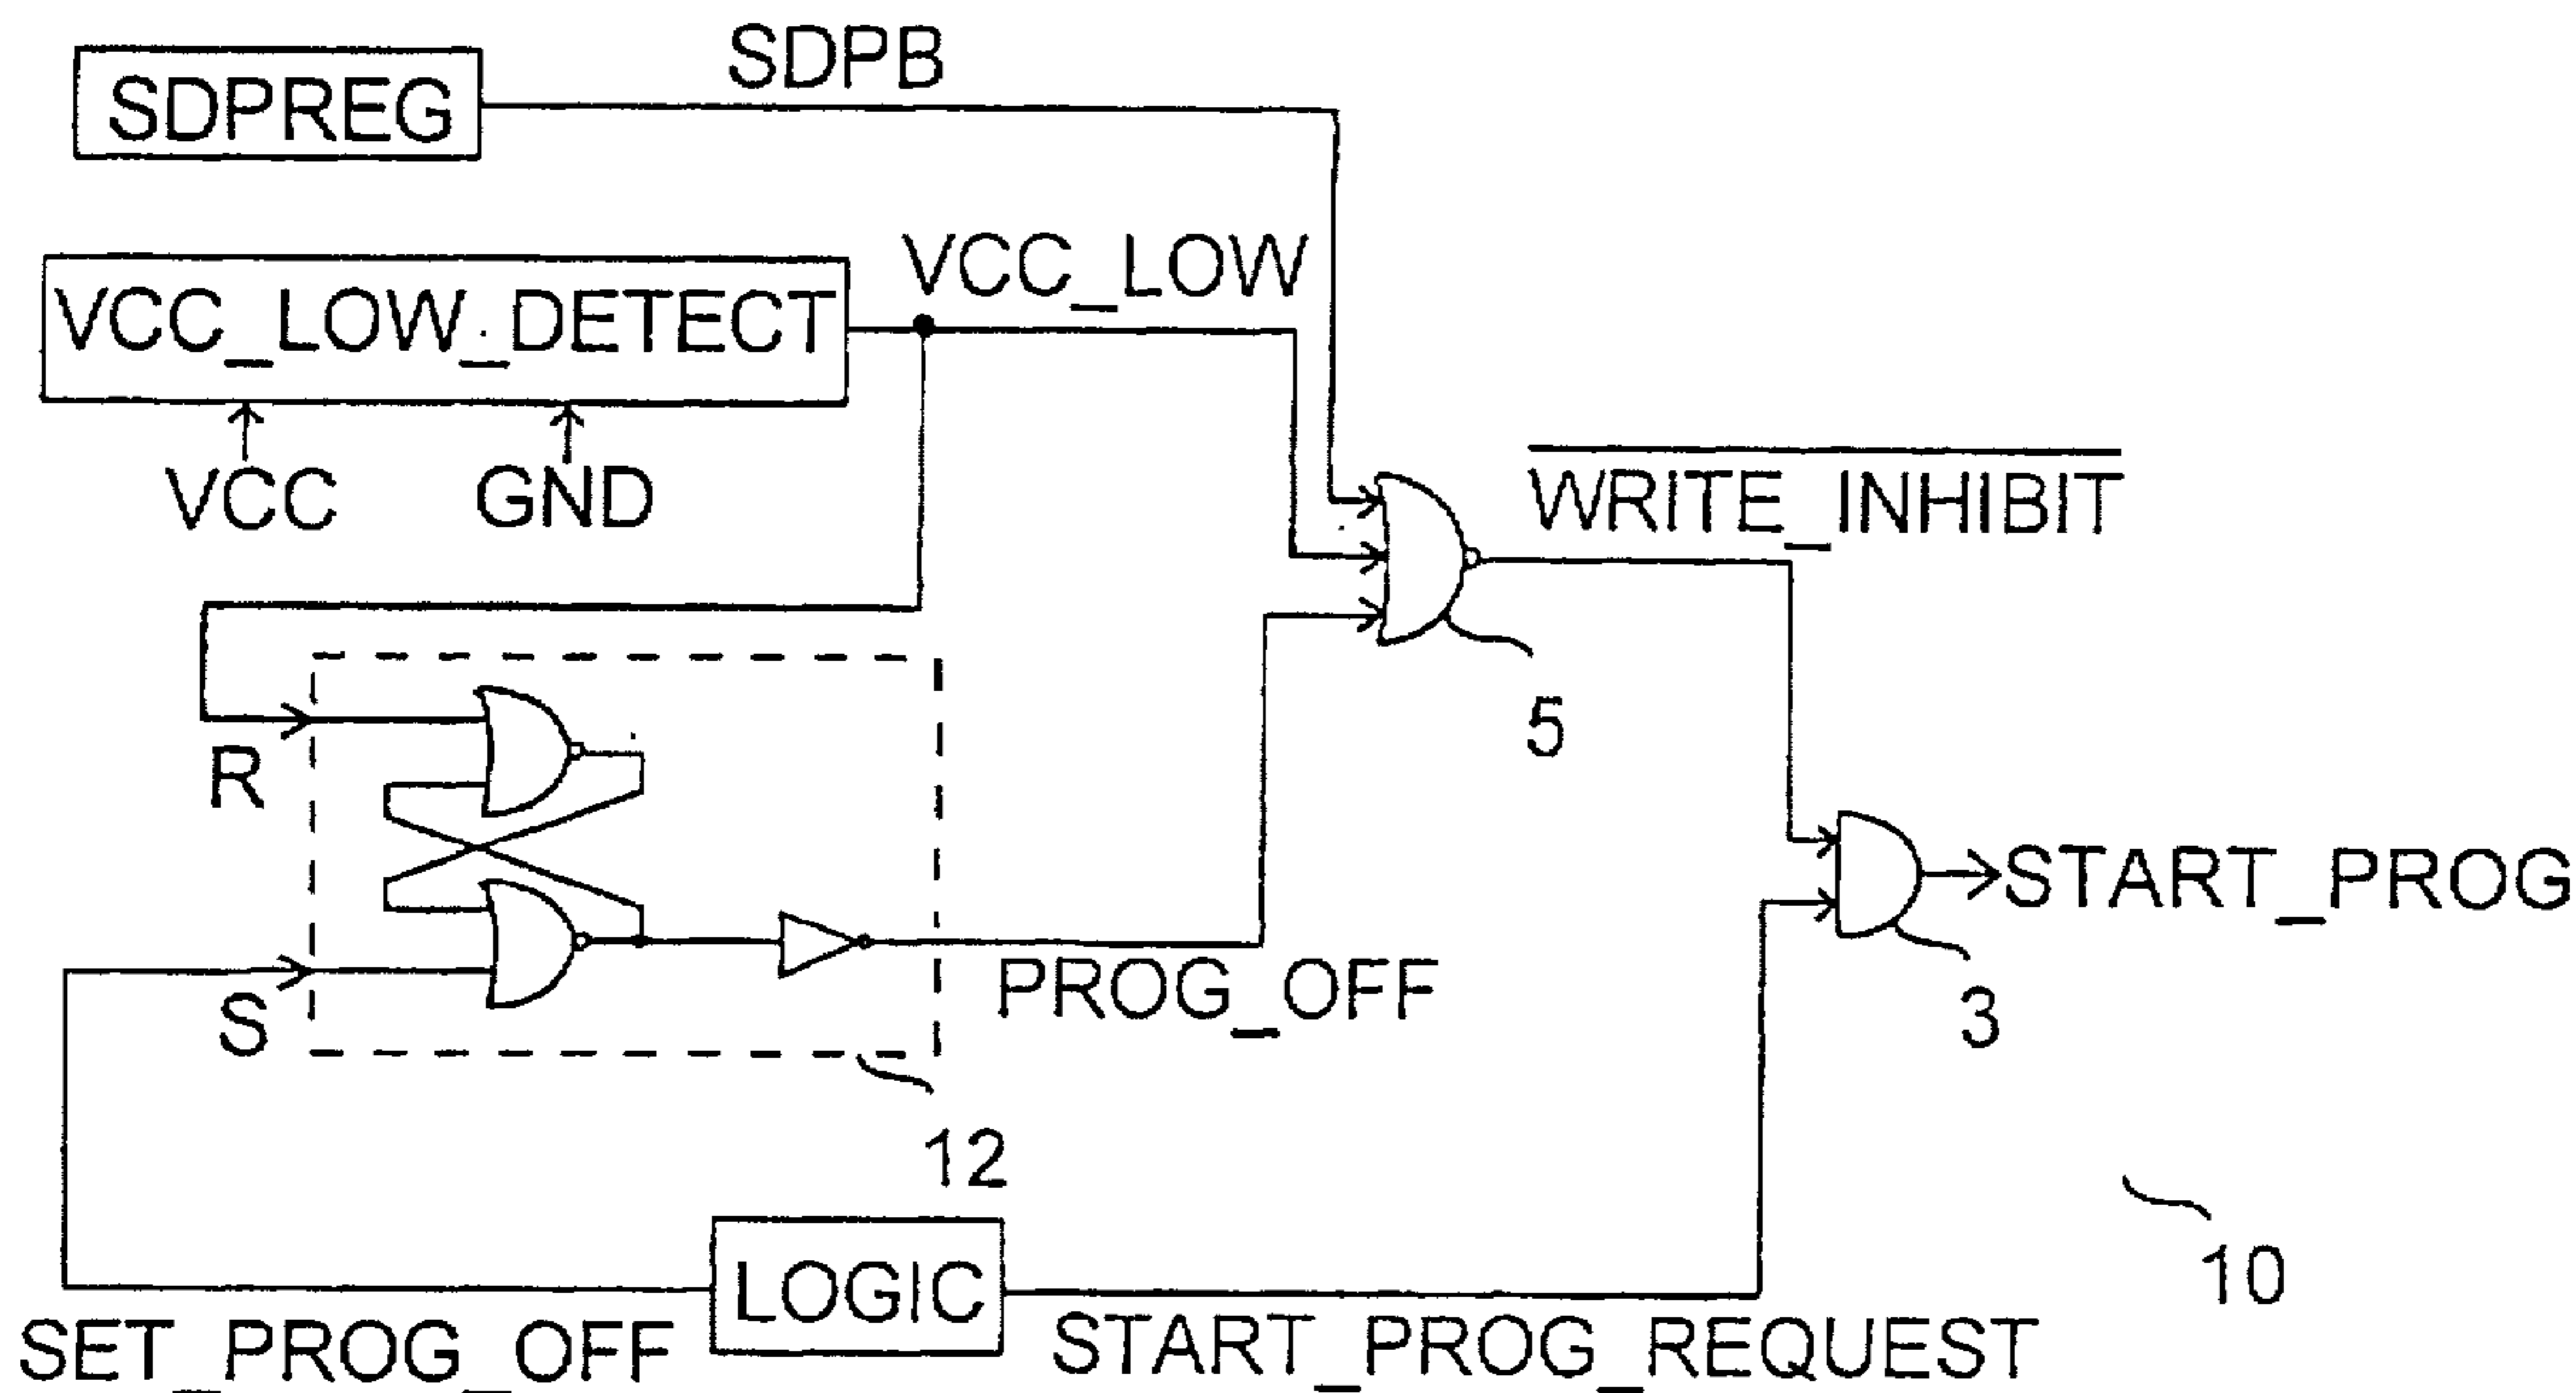 SDPREG
SDPB
VCC_LOW_DETECT
VCC_LOW
VCC
GND
WRITE_INHIBIT
R
5
START_PROG
S
PROG_OFF
3
12
10
LOGIC
SET_PROG_OFF
START_PROG_REQUEST